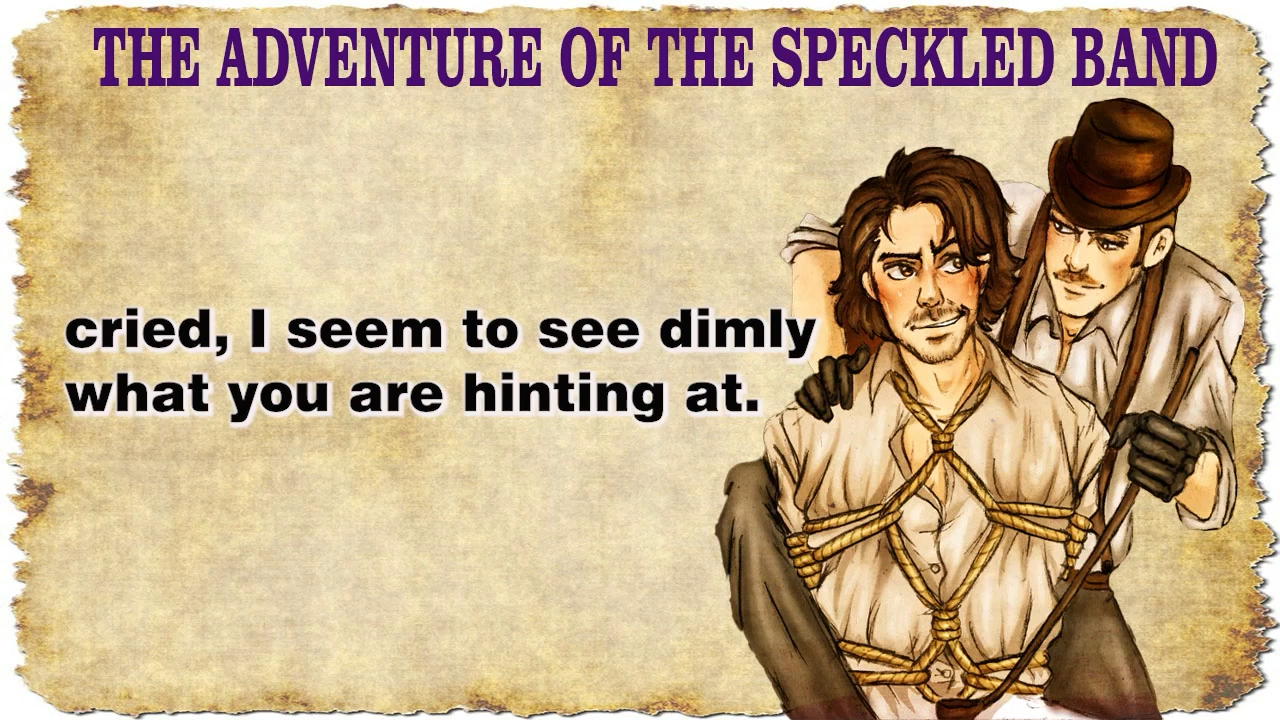 THE ADVENTURE OF THE SPECKLED BAND
cried, I seem to see dimly
what you are hinting at.